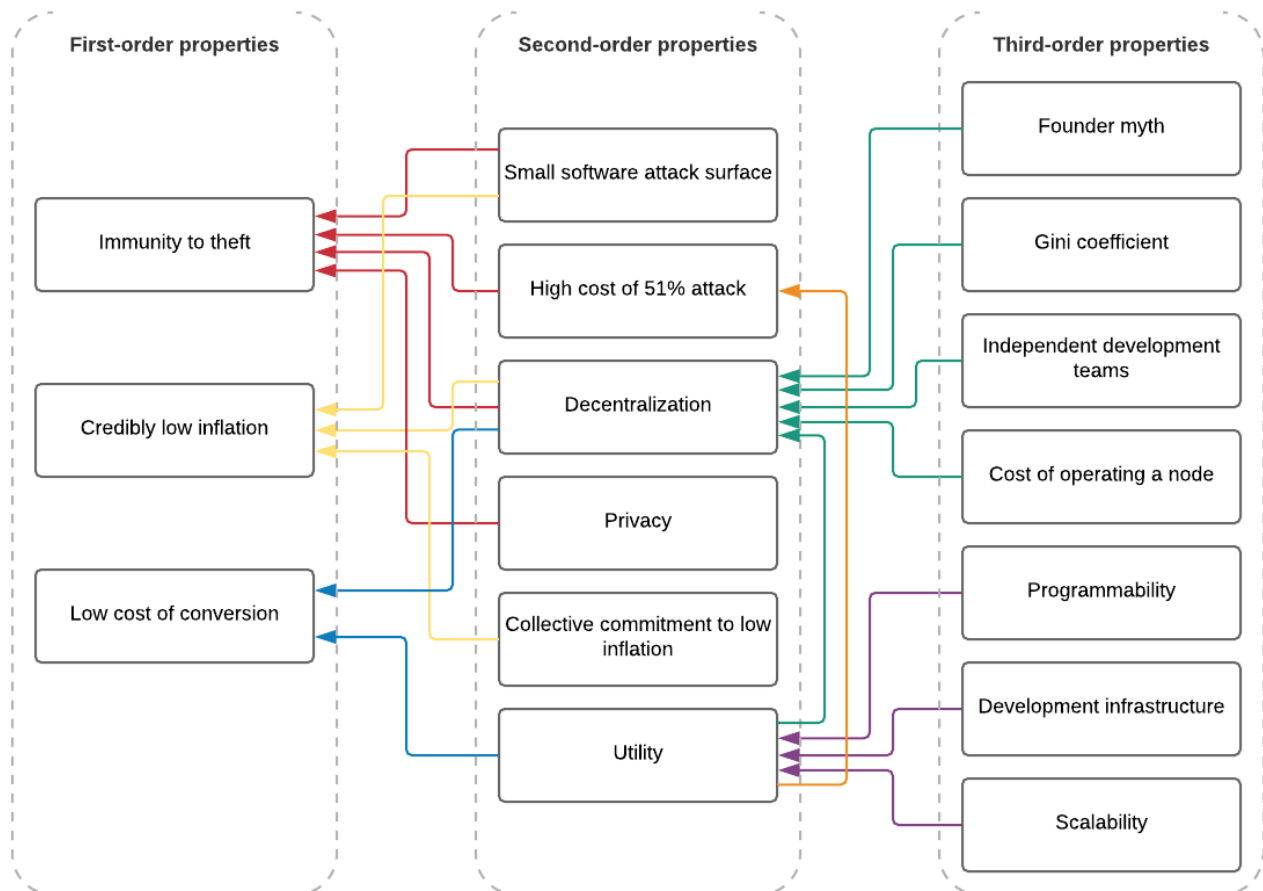 First-order properties
Immunity to theft
Credibly low inflation
Low cost of conversion
Second-order properties
Small software attack surface
High cost of 51% attack
Decentralization
Privacy
Collective commitment to low
inflation
Utility
Third-order properties
Founder myth
Gini coefficient
Independent development
teams
Cost of operating a node
Programmability
Development infrastructure
Scalability